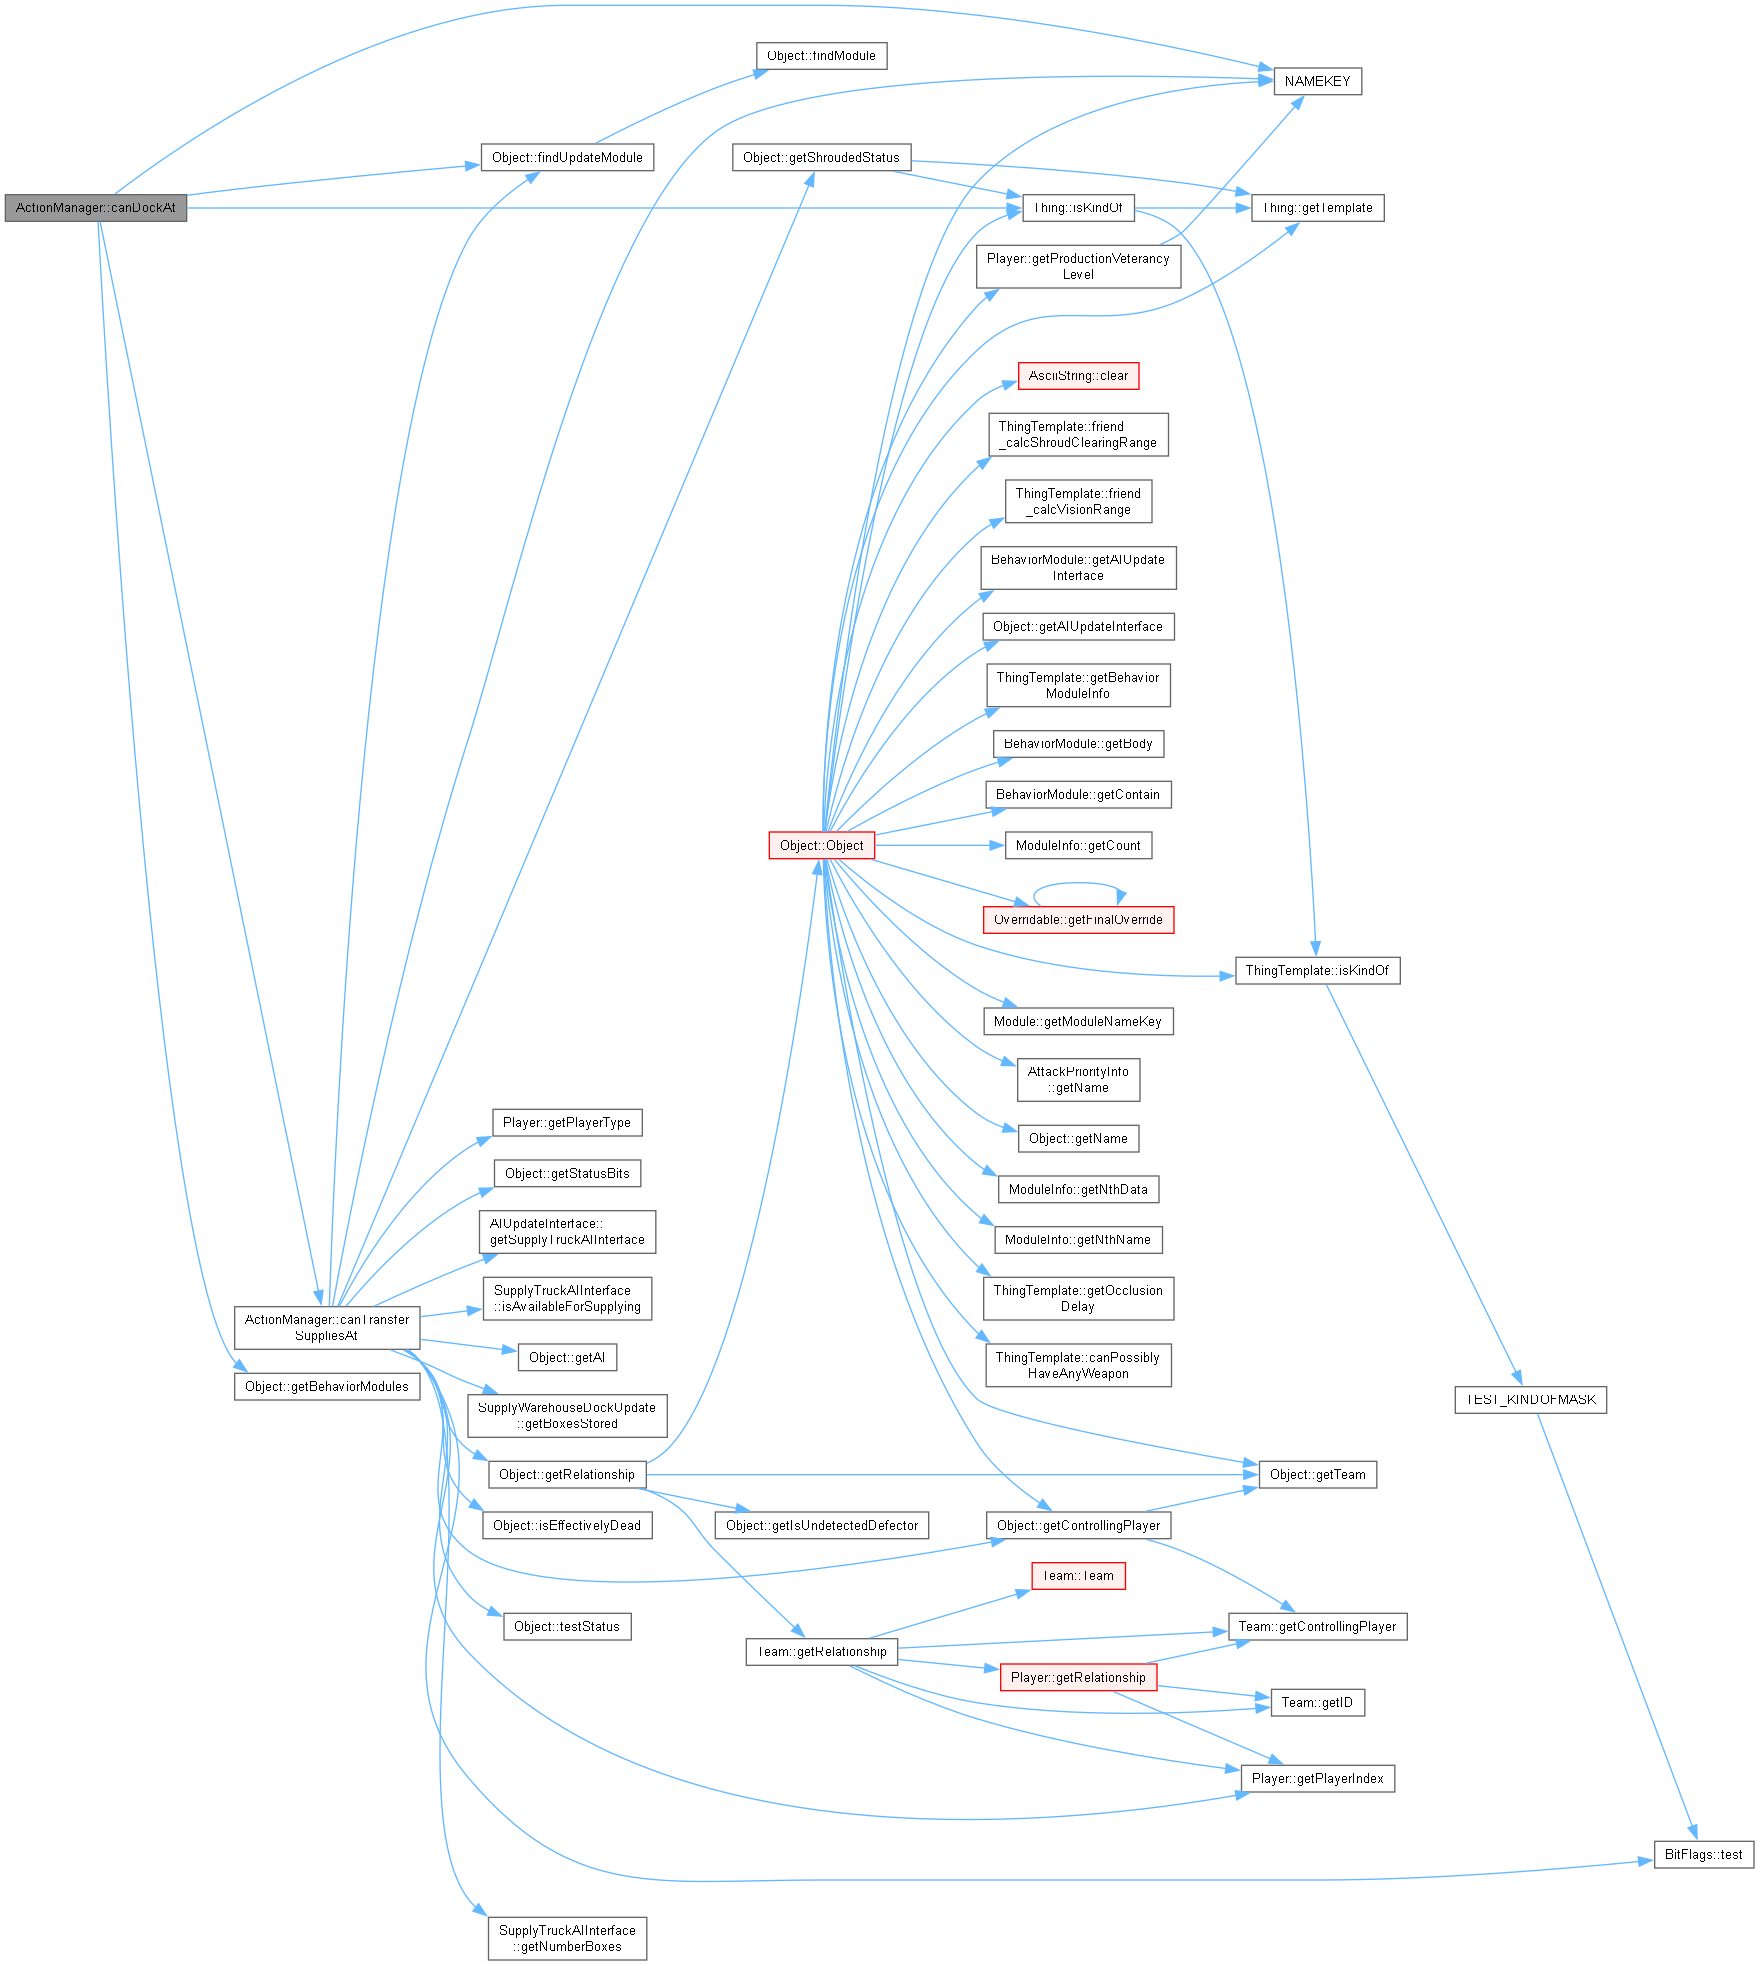 Object::findModule
NAMEKEY
Object::findUpdateModule
Object::getShroudedStatus
ActionManager::canDockAt
Thing::isKindOf
Thing::getTemplate
Player::getProductionVeterancy
Level
AsciiString::clear
ThingTemplate::friend
_calcShroudClearingRange
ThingTemplate::friend
_calcVisionRange
BehaviorModule::getAIUpdate
Interface
Object::getAIUpdateInterface
ThingTemplate::getBehavior
ModuleInfo
BehaviorModule::getBody
BehaviorModule::getContain
Object::Object
ModuleInfo::getCount
Overridable::getFinalOverride
ThingTemplate::isKindOf
Module::getModuleNameKey
AttackPriorityInfo
::getName
Player::getPlayerType
Object::getName
Object::getStatusBits
ModuleInfo::getNthData
AIUpdateInterface::
getSupplyTruckAIInterface
ModuleInfo::getNthName
SupplyTruckAIInterface
::isAvailableForSupplying
ThingTemplate::getOcclusion
Delay
ActionManager::canTransfer
SuppliesAt
Object::getAI
ThingTemplate::canPossibly
HaveAnyWeapon
Object::getBehaviorModules
TEST_KINDOFMASK
SupplyWarehouseDockUpdate
::getBoxesStored
Object::getRelationship
Object::getTeam
Object::isEffectivelyDead
Object::getIsUndetectedDefector
Object::getControllingPlayer
Team::Team
Object::testStatus
Team::getControllingPlayer
Team::getRelationship
Player::getRelationship
Team::getID
Player::getPlayerIndex
BitFlags::test
SupplyTruckAIInterface
::getNumberBoxes